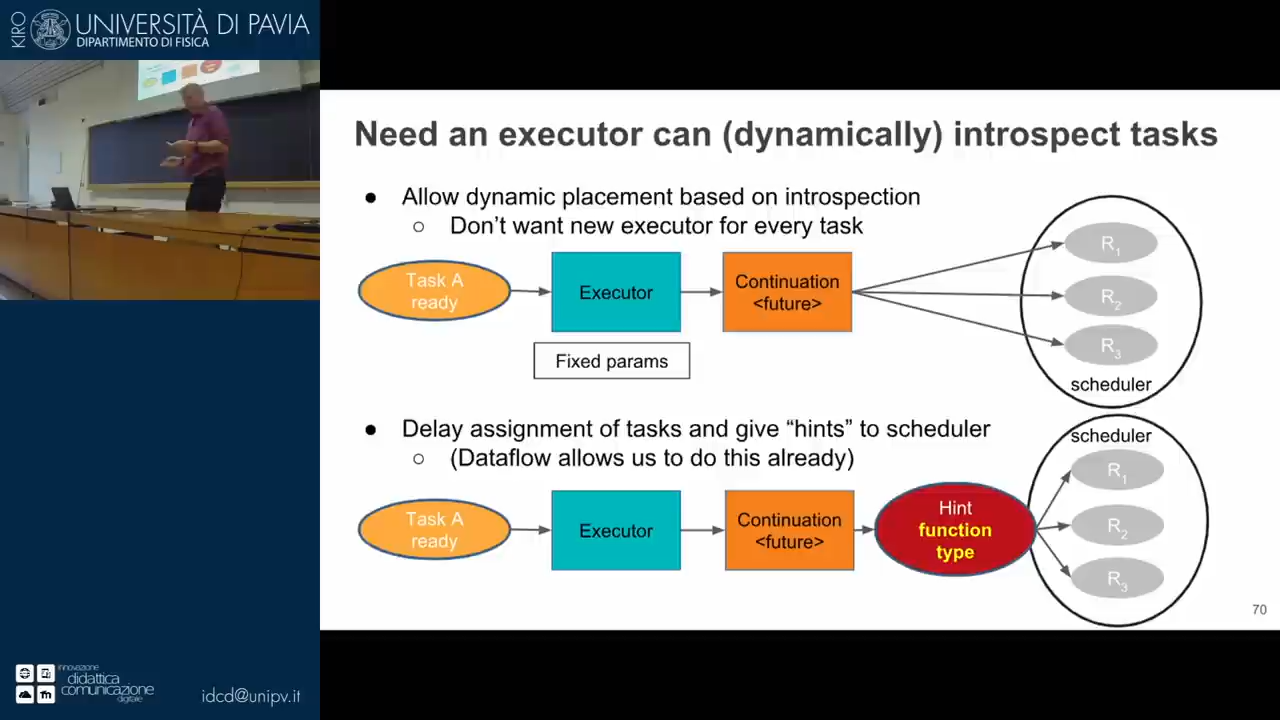 KIRO
UNIVERSITÀ DI PAVIA
DIPARTIMENTO DI FISICA
Need an executor can (dynamically) introspect tasks
● Allow dynamic placement based on introspection
○ Don’t want new executor for every task
Task A
ready
Executor
Continuation
<future>
Fixed params
R1
R2
R3
scheduler
● Delay assignment of tasks and give “hints” to scheduler
○ (Dataflow allows us to do this already)
Task A
ready
Executor
Continuation
<future>
Hint
function
type
scheduler
R1
R2
R3
70
innovazione
didattica
comunicazione
digitale
idcd@unipv.it